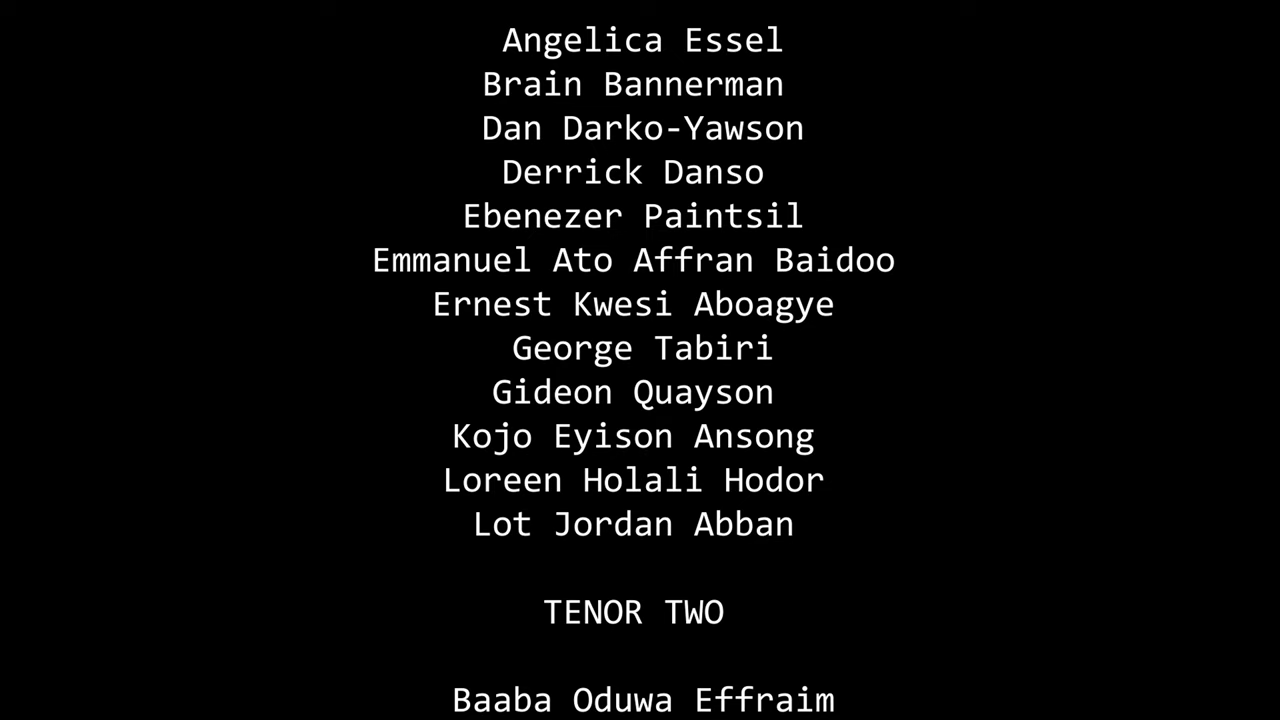 Angelica Essel
Brain Bannerman
Dan Darko-Yawson
Derrick Danso
Ebenezer Paintsil
Emmanuel Ato Affran Baidoo
Ernest Kwesi Aboagye
George Tabiri
Gideon Quayson
Kojo Eyison Ansong
Loreen Holali Hodor
Lot Jordan Abban
TENOR TWO
Baaba Oduwa Effraim